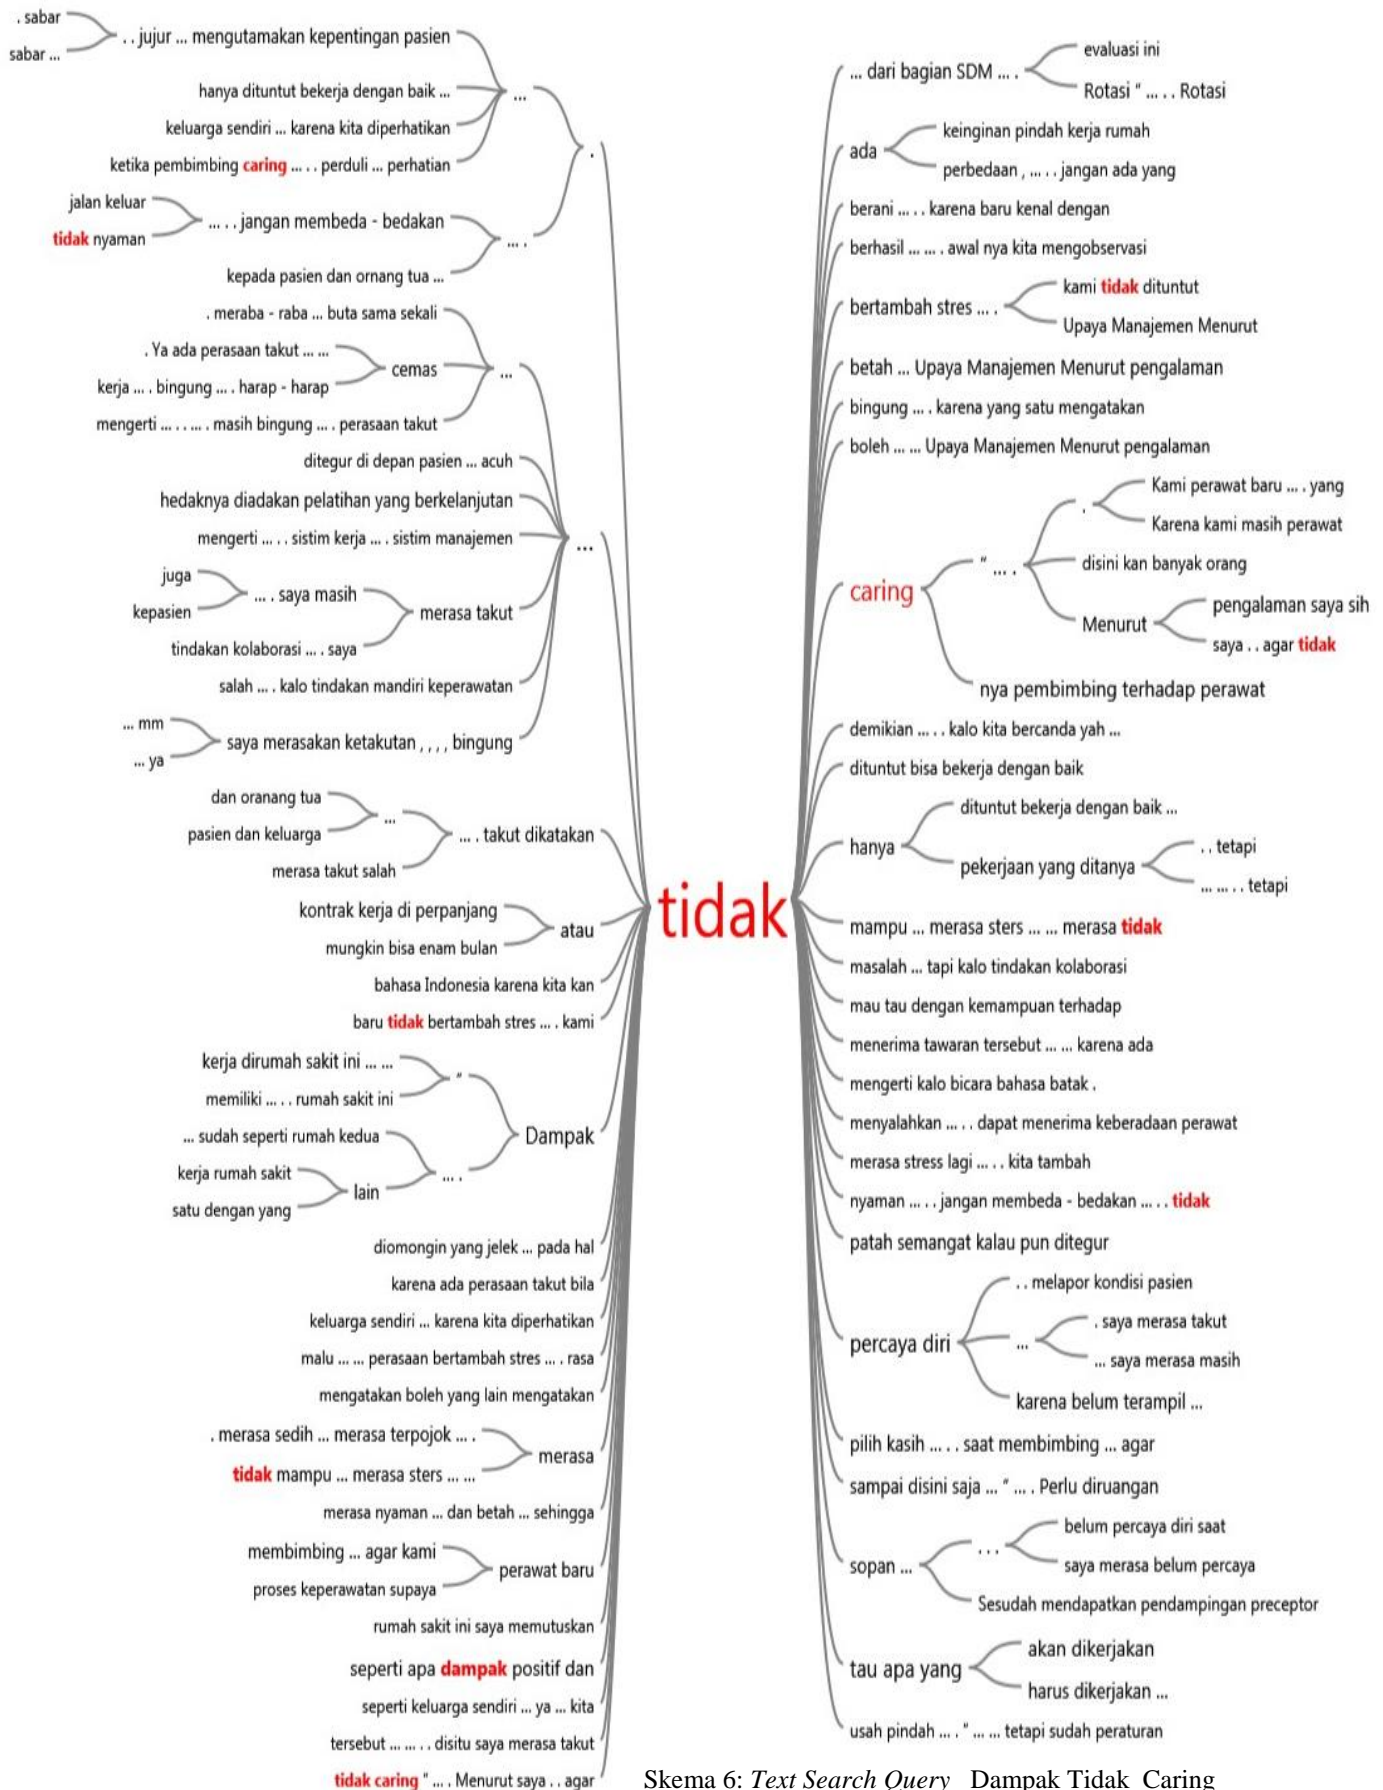 . sabar
sabar ...
. . jujur ... mengutamakan kepentingan pasien
hanya dituntut bekerja dengan baik ...
keluarga sendiri ... karena kita diperhatikan
ketika pembimbing caring ... . . perduli ... perhatian
...
.
jalan keluar
tidak nyaman
... . . jangan membeda - bedakan
kepada pasien dan ornang tua ...
... .
. meraba - raba ... buta sama sekali
. Ya ada perasaan takut ... ...
kerja ... . bingung ... . harap - harap
cemas
mengerti ... . . ... . masih bingung ... . perasaan takut
...
ditegur di depan pasien ... acuh
hedaknya diadakan pelatihan yang berkelanjutan
mengerti ... . . sistim kerja ... . sistim manajemen
...
juga
kepasien
... . saya masih
tindakan kolaborasi ... . saya
merasa takut
salah ... . kalo tindakan mandiri keperawatan
... mm
... ya
saya merasakan ketakutan , , , , bingung
dan oranang tua
pasien dan keluarga
...
merasa takut salah
... . takut dikatakan
kontrak kerja di perpanjang
mungkin bisa enam bulan
atau
bahasa Indonesia karena kita kan
baru tidak bertambah stres ... . kami
kerja dirumah sakit ini ... ...
memiliki ... . . rumah sakit ini
"
... sudah seperti rumah kedua
kerja rumah sakit
satu dengan yang
lain
... .
Dampak
diomongin yang jelek ... pada hal
karena ada perasaan takut bila
keluarga sendiri ... karena kita diperhatikan
malu ... ... perasaan bertambah stres ... . rasa
mengatakan boleh yang lain mengatakan
. merasa sedih ... merasa terpojok ... .
tidak mampu ... merasa sters ... ...
merasa
merasa nyaman ... dan betah ... sehingga
membimbing ... agar kami
proses keperawatan supaya
perawat baru
rumah sakit ini saya memutuskan
seperti apa dampak positif dan
seperti keluarga sendiri ... ya ... kita
tersebut ... ... . . disitu saya merasa takut
tidak caring " ... . Menurut saya . . agar
tidak
... dari bagian SDM ... .
evaluasi ini
Rotasi " ... . . Rotasi
ada
keinginan pindah kerja rumah
perbedaan , ... . . jangan ada yang
berani ... . . karena baru kenal dengan
berhasil ... ... . awal nya kita mengobservasi
bertambah stres ... .
kami tidak dituntut
Upaya Manajemen Menurut
betah ... Upaya Manajemen Menurut pengalaman
bingung ... . karena yang satu mengatakan
boleh ... ... Upaya Manajemen Menurut pengalaman
caring
" ... .
.
Kami perawat baru ... . yang
Karena kami masih perawat
disini kan banyak orang
Menurut
pengalaman saya sih
saya . . agar tidak
nya pembimbing terhadap perawat
demikian ... . . kalo kita bercanda yah ...
dituntut bisa bekerja dengan baik
hanya
dituntut bekerja dengan baik ...
pekerjaan yang ditanya
. . tetapi
... ... . . tetapi
mampu ... merasa sters ... ... merasa tidak
masalah ... tapi kalo tindakan kolaborasi
mau tau dengan kemampuan terhadap
menerima tawaran tersebut ... ... karena ada
mengerti kalo bicara bahasa batak .
menyalahkan ... . . dapat menerima keberadaan perawat
merasa stress lagi ... . . kita tambah
nyaman ... . . jangan membeda - bedakan ... . . tidak
patah semangat kalau pun ditegur
percaya diri
. . melapor kondisi pasien
...
. saya merasa takut
... saya merasa masih
karena belum terampil ...
pilih kasih ... . . saat membimbing ... agar
sampai disini saja ... " ... . Perlu diruangan
sopan ...
. . .
belum percaya diri saat
saya merasa belum percaya
Sesudah mendapatkan pendampingan preceptor
tau apa yang
akan dikerjakan
harus dikerjakan ...
usah pindah ... . " ... ... tetapi sudah peraturan
Skema 6: Text Search Query Dampak Tidak Caring